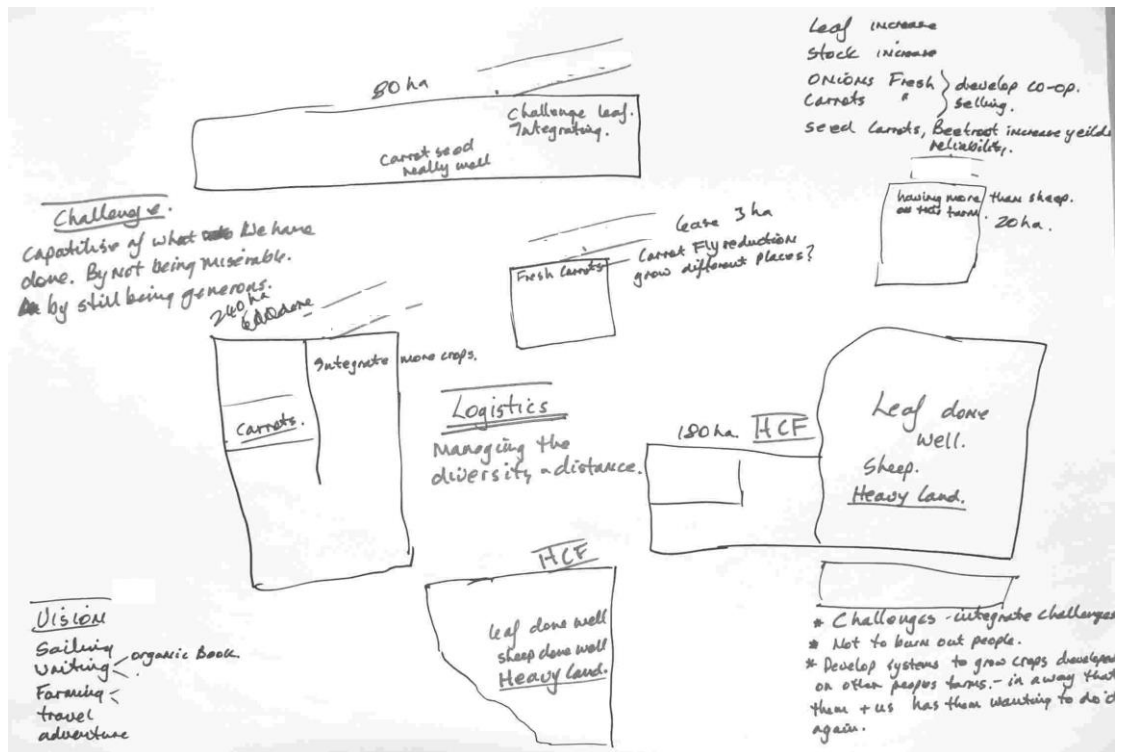 Leaf increase
Stock increase
Onions Fresh } develop co-op.
Carrots " } selling.
Seed Carrots, Beetroot increase yeilds
reliability.
80 ha
Challenge leaf.
Integrating.
Carrot seed
really well
having more than sheep.
on this farm.
20 ha.
Challenge.
Capatilise of what We have
done. By Not being miserable.
by still being generous.
Lease 3 ha
Carrot Fly reduction
grow different places?
Fresh Carrots
240 ha
done
Integrate more crops.
Carrots.
Logistics
Managing the
diversity & distance.
180 ha. HCF
Leaf done
well.
Sheep.
Heavy Land.
HCF
leaf done well
sheep done well
Heavy Land.
Vision
Sailing
Writing organic Book.
Farming
travel
adventure
* Challenges - integrate challenges
* Not to burn out people.
* Develop systems to grow crops
on other peoples farms. - in a way that
them + us has them wanting to do it
again.